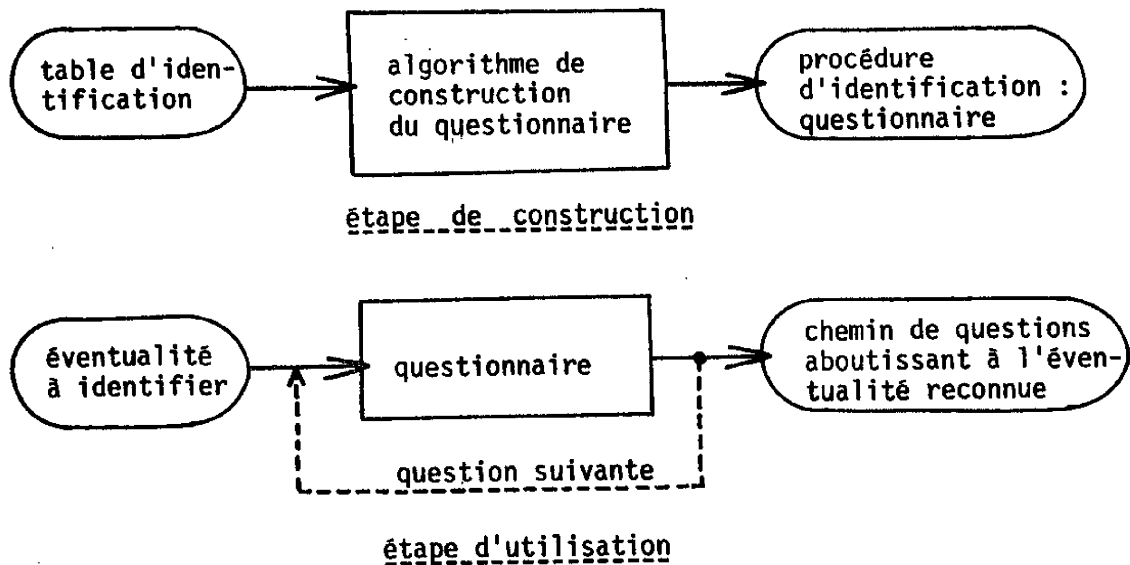 table d'iden-
tification
algorithme de
construction
du questionnaire
procédure
d'identification :
questionnaire
étape de construction
éventualité
à identifier
questionnaire
chemin de questions
aboutissant à l'éven-
tualité reconnue
question suivante
étape d'utilisation